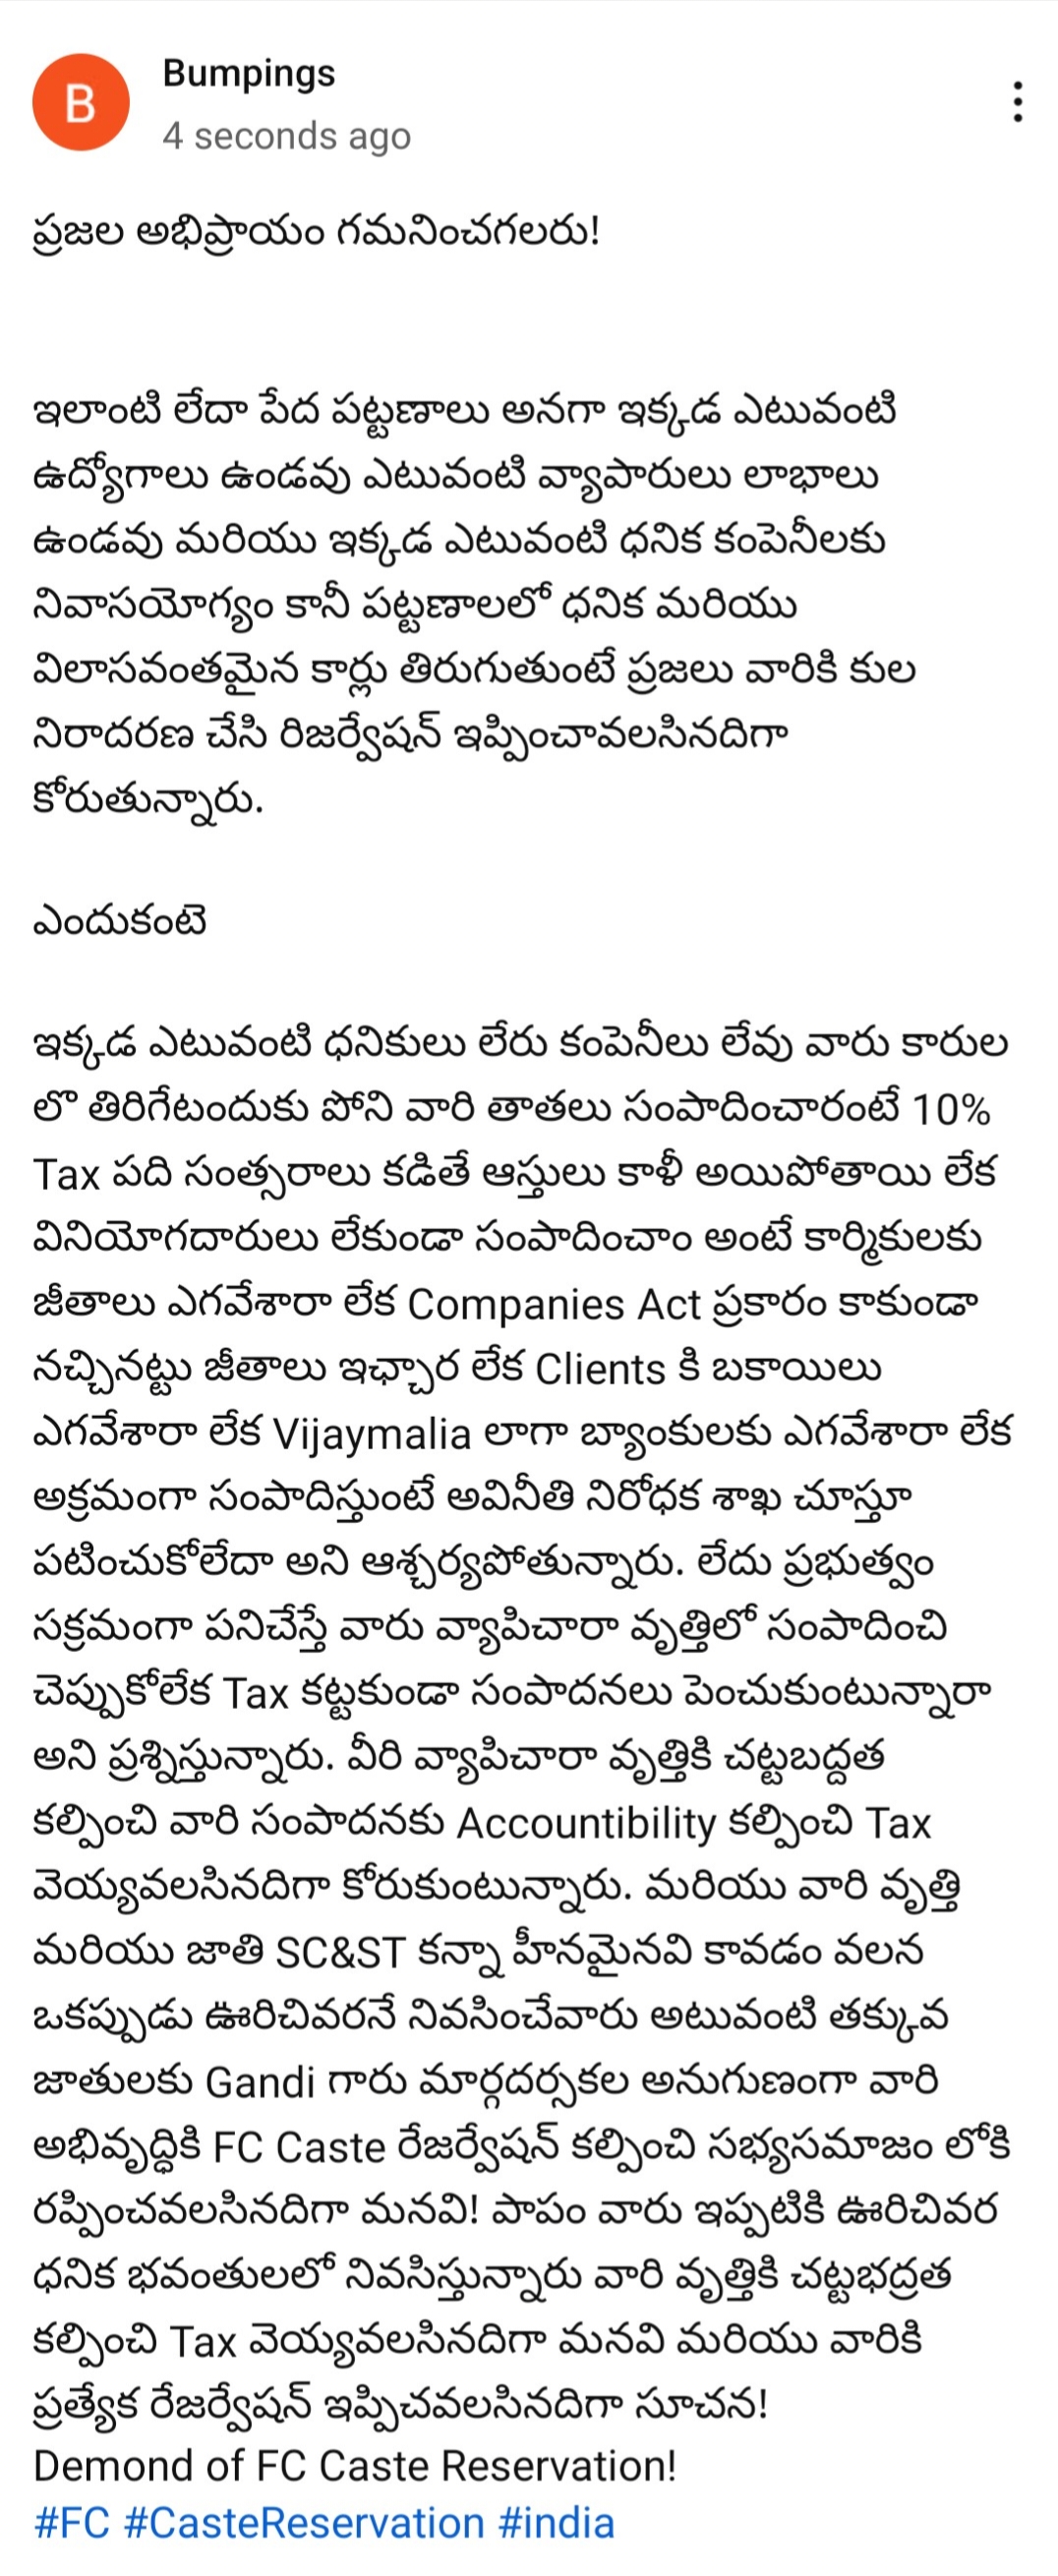 B
Bumpings
4 seconds ago
ప్రజల అభిప్రాయం గమనించగలరు!
ఇలాంటి లేదా పేద పట్టణాలు అనగా ఇక్కడ ఎటువంటి
ఉద్యోగాలు ఉండవు ఎటువంటి వ్యాపారులు లాభాలు
ఉండవు మరియు ఇక్కడ ఎటువంటి ధనిక కంపెనీలకు
నివాసయోగ్యం కానీ పట్టణాలలో ధనిక మరియు
విలాసవంతమైన కార్లు తిరుగుతుంటే ప్రజలు వారికి కుల
నిరాదరణ చేసి రిజర్వేషన్ ఇప్పించావలసినదిగా
కోరుతున్నారు.
ఎందుకంటె
ఇక్కడ ఎటువంటి ధనికులు లేరు కంపెనీలు లేవు వారు కారుల
లొ తిరిగేటందుకు పోని వారి తాతలు సంపాదించారంటే 10%
Tax పది సంత్సరాలు కడితే ఆస్తులు కాళీ అయిపోతాయి లేక
వినియోగదారులు లేకుండా సంపాదించాం అంటే కార్మికులకు
జీతాలు ఎగవేశారా లేక Companies Act ప్రకారం కాకుండా
నచ్చినట్టు జీతాలు ఇచ్చార లేక Clients కి బకాయిలు
ఎగవేశారా లేక Vijaymalia లాగా బ్యాంకులకు ఎగవేశారా లేక
అక్రమంగా సంపాదిస్తుంటే అవినీతి నిరోధక శాఖ చూస్తూ
పటించుకోలేదా అని ఆశ్చర్యపోతున్నారు. లేదు ప్రభుత్వం
సక్రమంగా పనిచేస్తే వారు వ్యాపిచారా వృత్తిలో సంపాదించి
చెప్పుకోలేక Tax కట్టకుండా సంపాదనలు పెంచుకుంటున్నారా
అని ప్రశ్నిస్తున్నారు. వీరి వ్యాపిచారా వృత్తికి చట్టబద్దత
కల్పించి వారి సంపాదనకు Accountibility కల్పించి Tax
వెయ్యవలసినదిగా కోరుకుంటున్నారు. మరియు వారి వృత్తి
మరియు జాతి SC&ST కన్నా హీనమైనవి కావడం వలన
ఒకప్పుడు ఊరిచివరనే నివసించేవారు అటువంటి తక్కువ
జాతులకు Gandi గారు మార్గదర్సకల అనుగుణంగా వారి
అభివృద్ధికి FC Caste రేజర్వేషన్ కల్పించి సభ్యసమాజం లోకి
రప్పించవలసినదిగా మనవి! పాపం వారు ఇప్పటికి ఊరిచివర
ధనిక భవంతులలో నివసిస్తున్నారు వారి వృత్తికి చట్టభద్రత
కల్పించి Tax వెయ్యవలసినదిగా మనవి మరియు వారికి
ప్రత్యేక రేజర్వేషన్ ఇప్పిచవలసినదిగా సూచన!
Demond of FC Caste Reservation!
#FC #CasteReservation #india